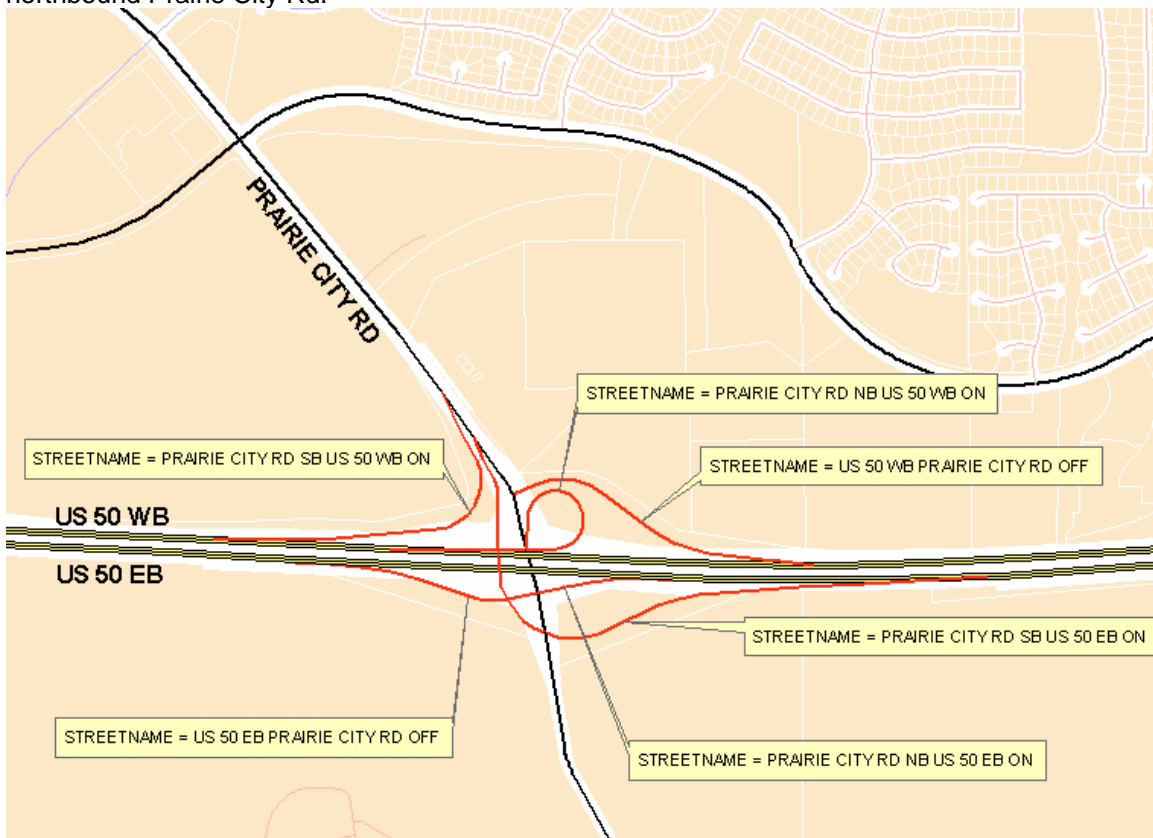 northbound Prairie City Rd.
PRAIRIE CITY RD
STREETNAME = PRAIRIE CITY RD NB US 50 WB ON
STREETNAME = PRAIRIE CITY RD SB US 50 WB ON
STREETNAME = US 50 WB PRAIRIE CITY RD OFF
US 50 WB
US 50 EB
STREETNAME = PRAIRIE CITY RD SB US 50 EB ON
STREETNAME = US 50 EB PRAIRIE CITY RD OFF
STREETNAME = PRAIRIE CITY RD NB US 50 EB ON